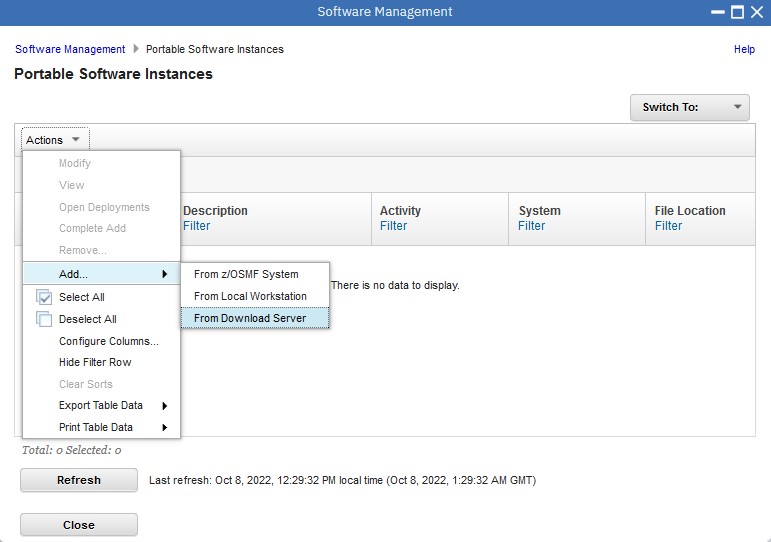 Software Management
Software Management Portable Software Instances Help
Portable Software Instances
Switch To:
Actions
Modify
View
Open Deployments
Complete Add
Remove...
Add...
Select All
Deselect All
Configure Columns...
Hide Filter Row
Clear Sorts
Export Table Data
Print Table Data
From z/OSMF System
From Local Workstation
From Download Server
Description Activity System File Location
Filter Filter Filter Filter
There is no data to display.
Total: 0 Selected: 0
Refresh Last refresh: Oct 8, 2022, 12:29:32 PM local time (Oct 8, 2022, 1:29:32 AM GMT)
Close